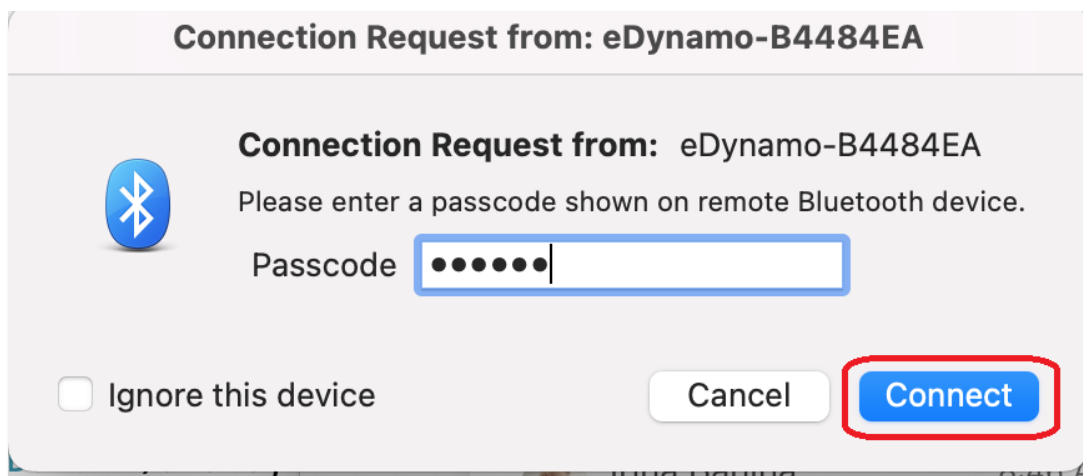 Connection Request from: eDynamo-B4484EA
Connection Request from: eDynamo-B4484EA
Please enter a passcode shown on remote Bluetooth device.
Passcode ••••••
Ignore this device
Cancel
Connect